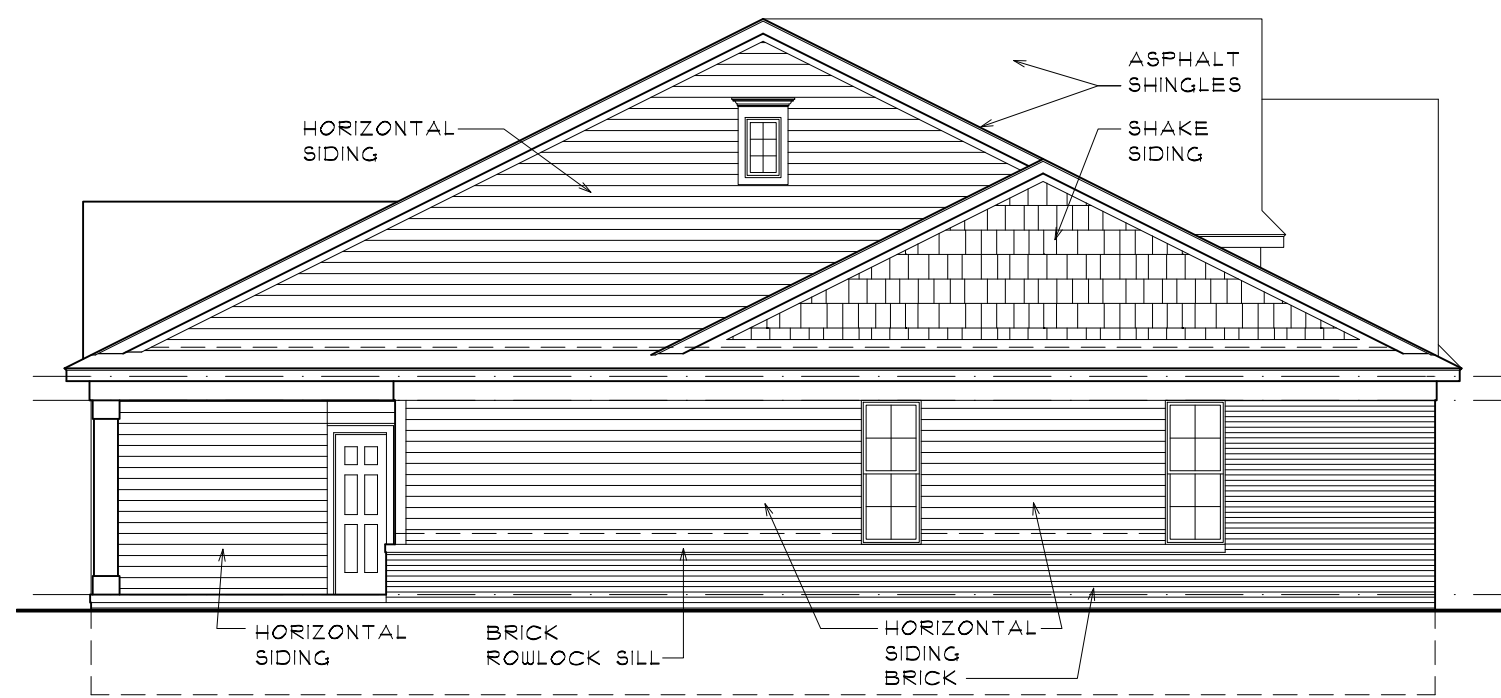 ASPHALT
SHINGLES
HORIZONTAL
SIDING
SHAKE
SIDING
HORIZONTAL
SIDING
BRICK
ROWLOCK SILL
HORIZONTAL
SIDING
BRICK